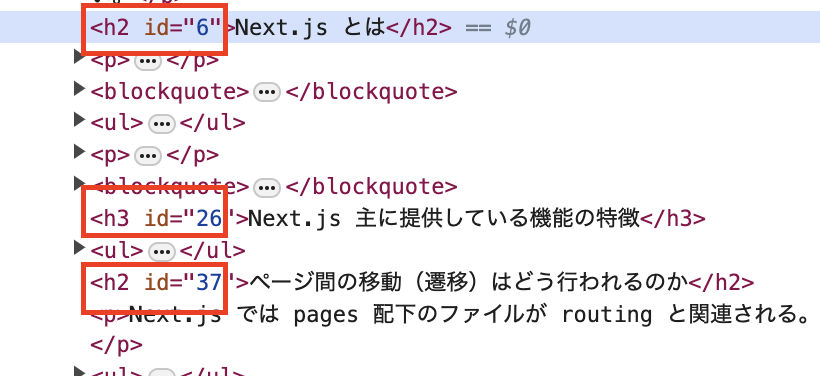 <h2 id="6">Next.js とは</h2> == $0
<p>…</p>
<blockquote>…</blockquote>
<ul>…</ul>
<p>…</p>
<blockquote>…</blockquote>
<h3 id="26">Next.js 主に提供している機能の特徴</h3>
<ul>…</ul>
<h2 id="37">ページ間の移動（遷移）はどう行われるのか</h2>
<p>Next.js では pages 配下のファイルが routing と関連される。
</p>
<ul>…</ul>